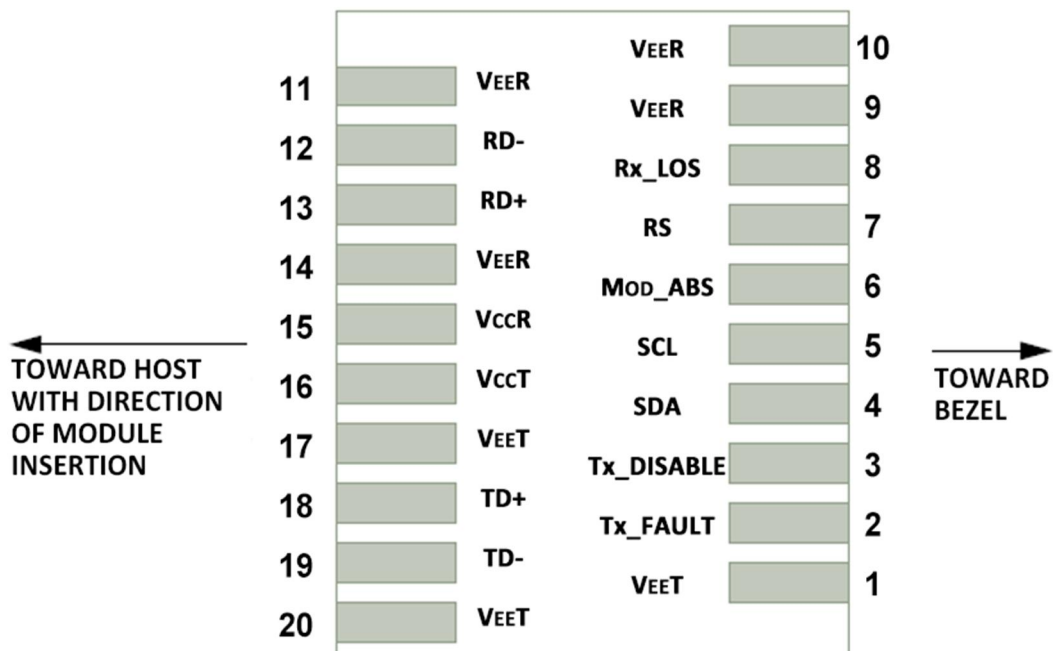 VEER 10
11 VEER
VEER 9
12 RD-
Rx_LOS 8
13 RD+
RS 7
14 VEER
MOD_ABS 6
15 VCCR
SCL 5
TOWARD HOST
WITH DIRECTION
OF MODULE
INSERTION
TOWARD
BEZEL
16 VCCT
SDA 4
17 VEET
Tx_DISABLE 3
18 TD+
Tx_FAULT 2
19 TD-
VEET 1
20 VEET